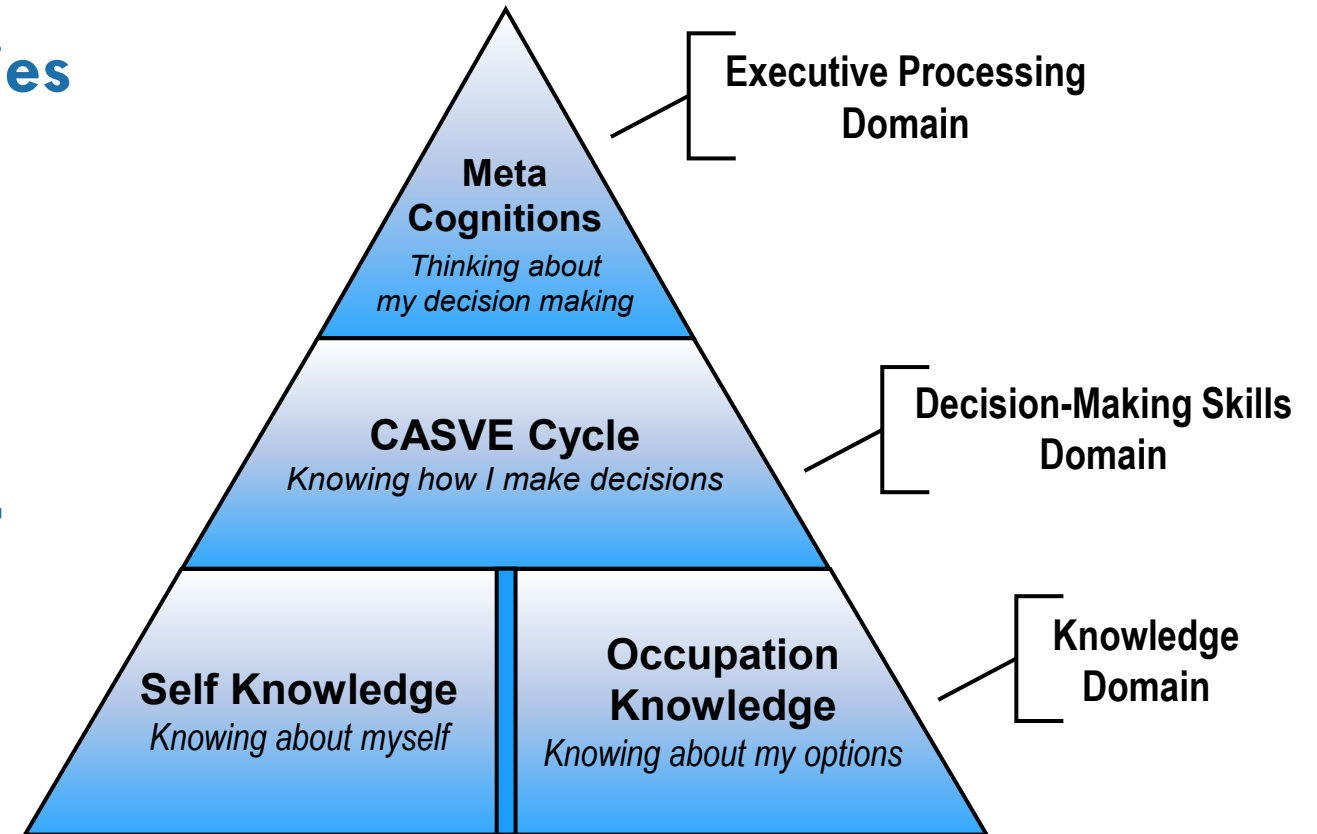 ies
Executive Processing
Domain
Meta
Cognitions
Thinking about
my decision making
Decision-Making Skills
Domain
CASVE Cycle
Knowing how I make decisions
Knowledge
Domain
Self Knowledge
Knowing about myself
Occupation
Knowledge
Knowing about my options